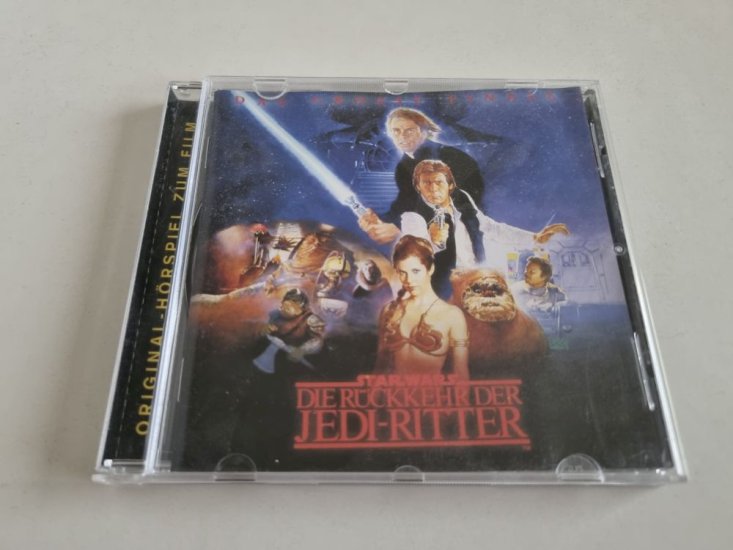 ORIGINAL-HÖRSPIEL ZUM FILM
STAR WARS
DIE RÜCKKEHR DER
JEDI-RITTER